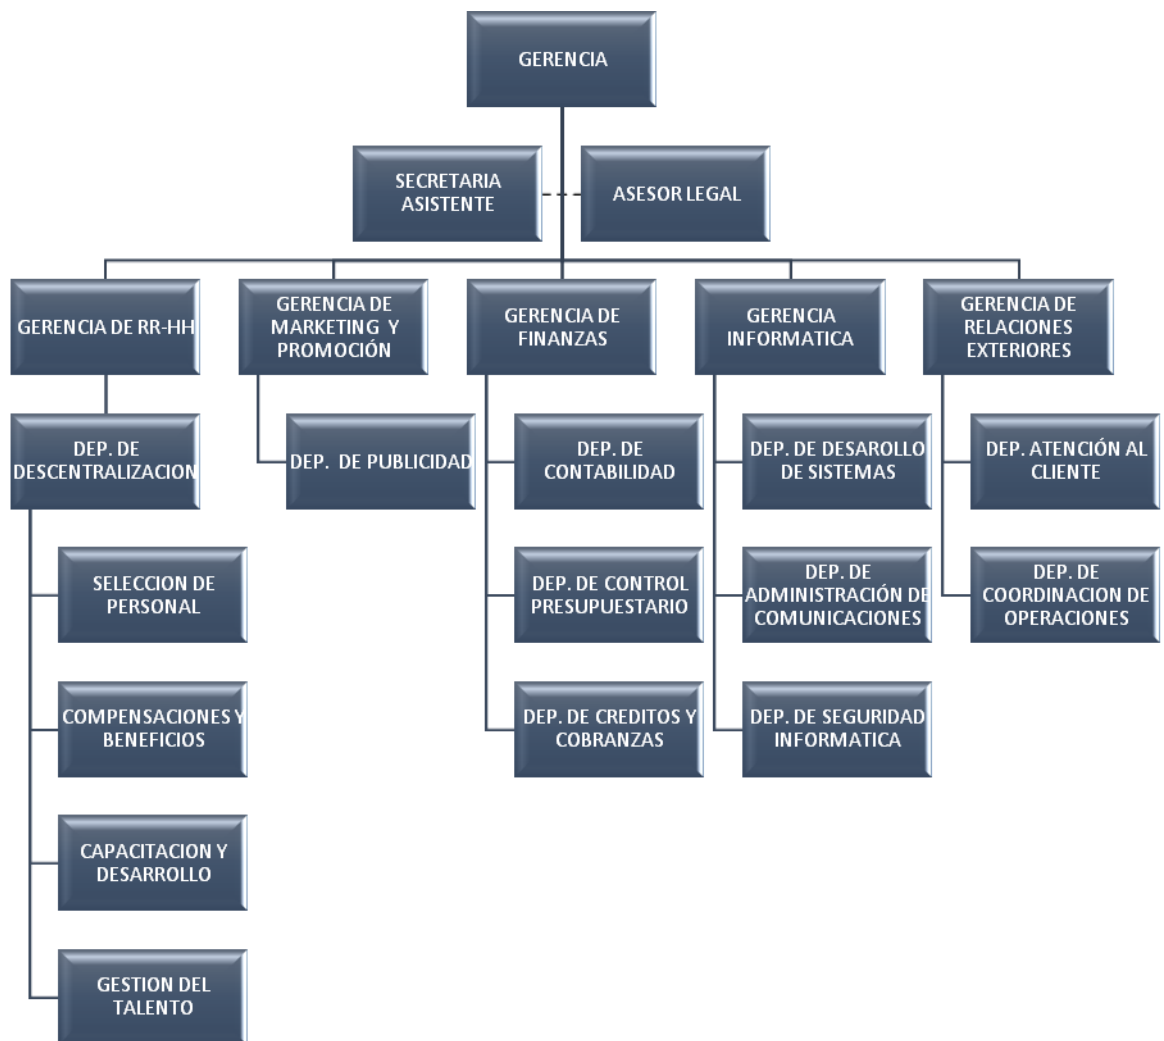 GERENCIA
SECRETARIA
ASISTENTE
ASESOR LEGAL
GERENCIA DE RR-HH
GERENCIA DE
MARKETING Y
PROMOCIÓN
GERENCIA DE
FINANZAS
GERENCIA
INFORMATICA
GERENCIA DE
RELACIONES
EXTERIORES
DEP. DE
DESCENTRALIZACION
DEP. DE PUBLICIDAD
DEP. DE
CONTABILIDAD
DEP. DE DESAROLLO
DE SISTEMAS
DEP. ATENCIÓN AL
CLIENTE
SELECCION DE
PERSONAL
DEP. DE CONTROL
PRESUPUESTARIO
DEP. DE
ADMINISTRACIÓN DE
COMUNICACIONES
DEP. DE
COORDINACION DE
OPERACIONES
COMPENSACIONES Y
BENEFICIOS
DEP. DE CREDITOS Y
COBRANZAS
DEP. DE SEGURIDAD
INFORMATICA
CAPACITACION Y
DESARROLLO
GESTION DEL
TALENTO